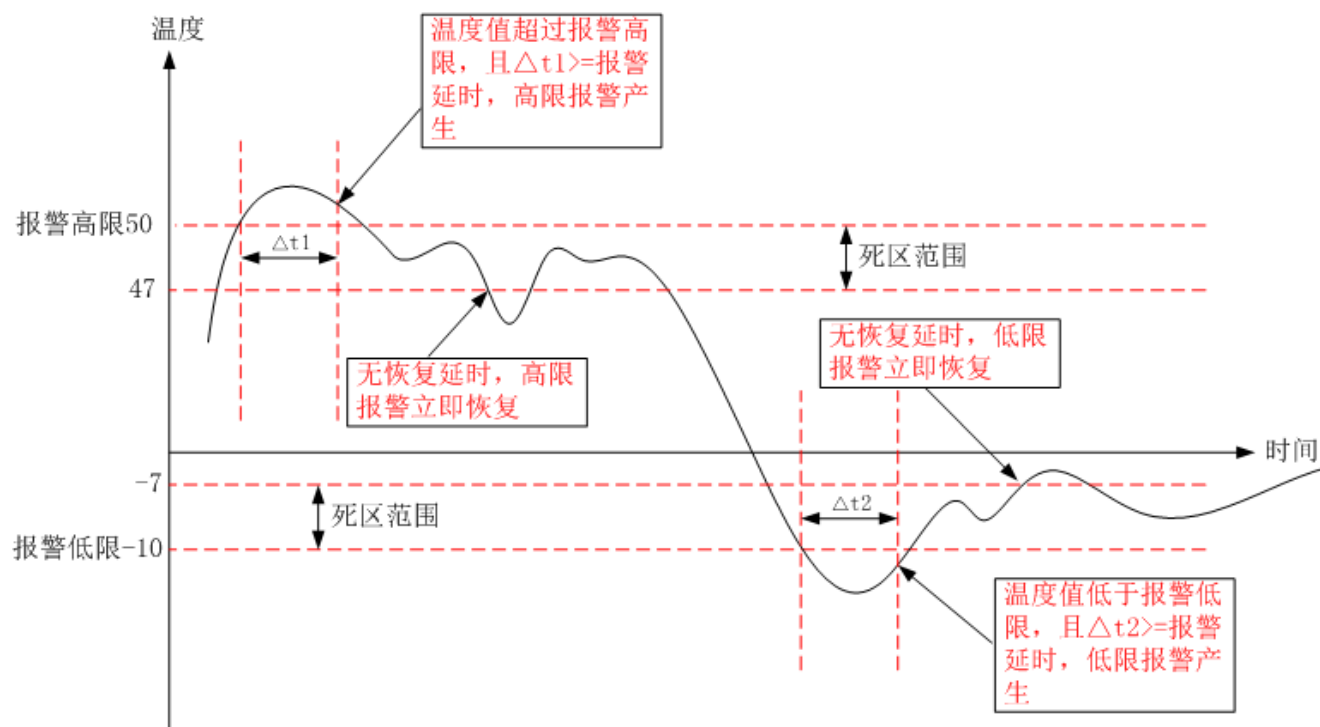 温度
温度值超过报警高
限，且△t1>=报警
延时，高限报警产
生
报警高限50
△t1
死区范围
47
无恢复延时，高限
报警立即恢复
无恢复延时，低限
报警立即恢复
时间
-7
死区范围
△t2
报警低限-10
温度值低于报警低
限，且△t2>=报警
延时，低限报警产
生